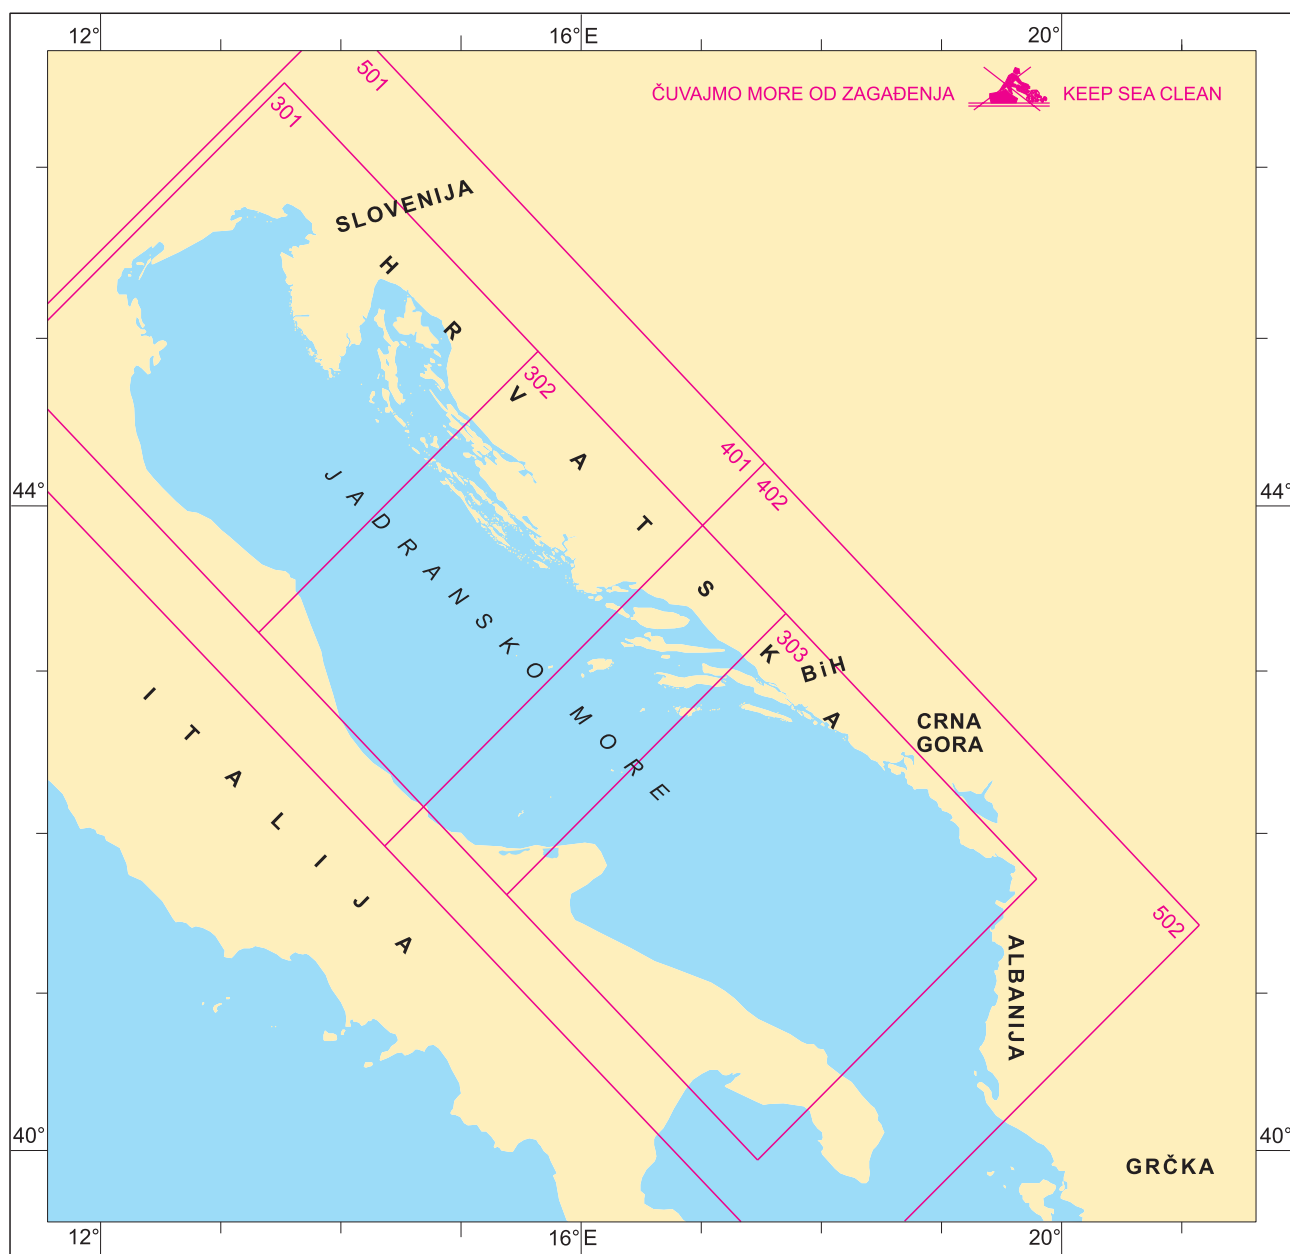 12°
16°E
20°
501
301
ČUVAJMO MORE OD ZAGAĐENJA
KEEP SEA CLEAN
SLOVENIJA
HRVATSKA
302
401
402
44°
44°
JADRANSKO MORE
303
BiH
CRNA
GORA
ITALIJA
502
ALBANIJA
40°
40°
GRČKA
12°
16°E
20°